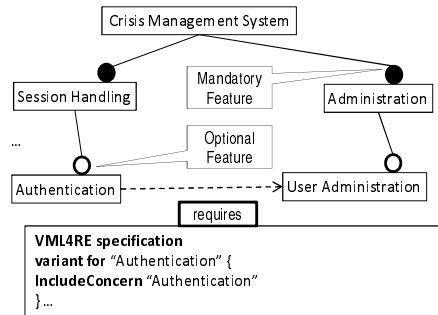 Crisis Management System
Mandatory
Feature
Session Handling
Administration
...
Optional
Feature
Authentication
User Administration
requires
VML4RE specification
variant for “Authentication” {
IncludeConcern “Authentication”
} ...